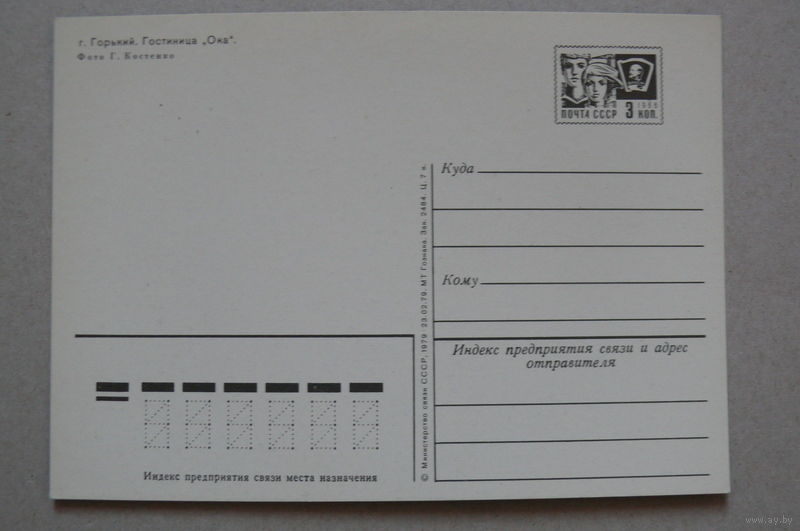 г. Горький. Гостиница „Ока“.
Фото Г. Костенко
1966
ПОЧТА СССР 3 КОП.
Куда
Кому
© Министерство связи СССР, 1979. 23.02.79. МТ Гознака. Зак. 2484. Ц. 7 к.
Индекс предприятия связи и адрес
отправителя
Индекс предприятия связи места назначения
www.ay.by